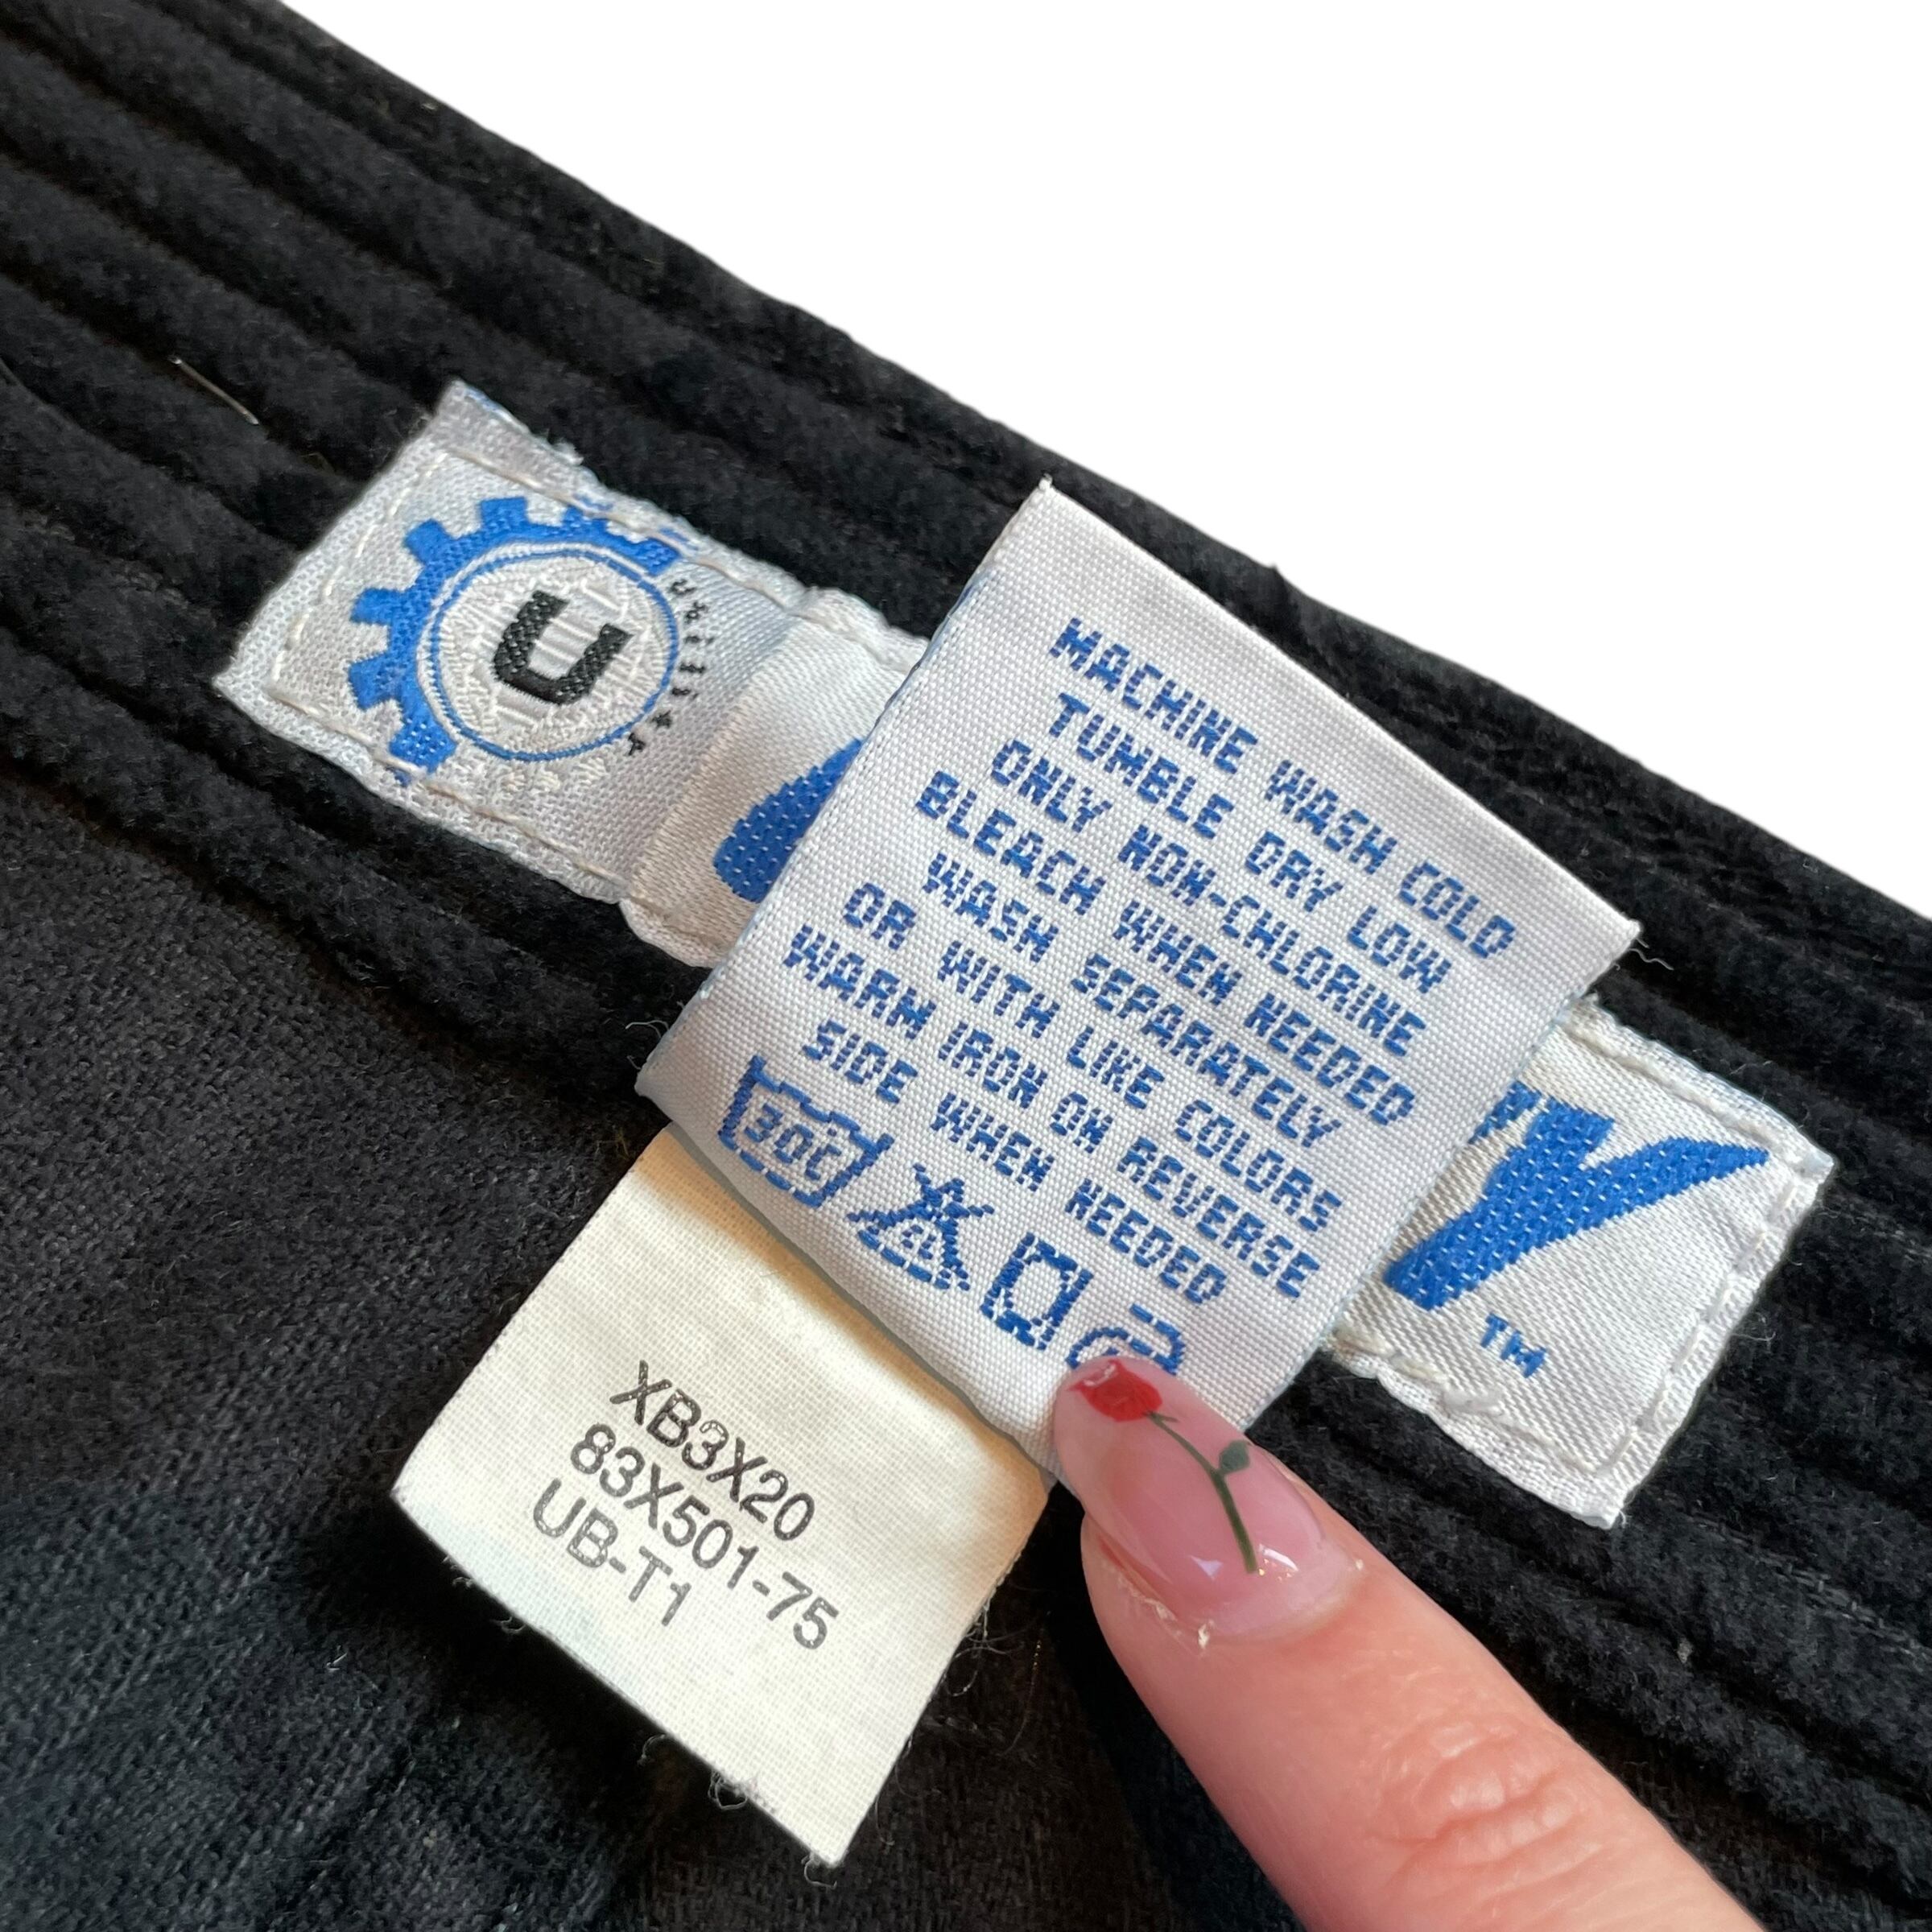 U
MACHINE WASH COLD
TUMBLE DRY LOW
ONLY NON-CHLORINE
BLEACH WHEN NEEDED
WASH SEPARATELY
OR WITH LIKE COLORS
WARM IRON ON REVERSE
SIDE WHEN NEEDED
30C
TM
XB3X20
83X501-75
UB-T1